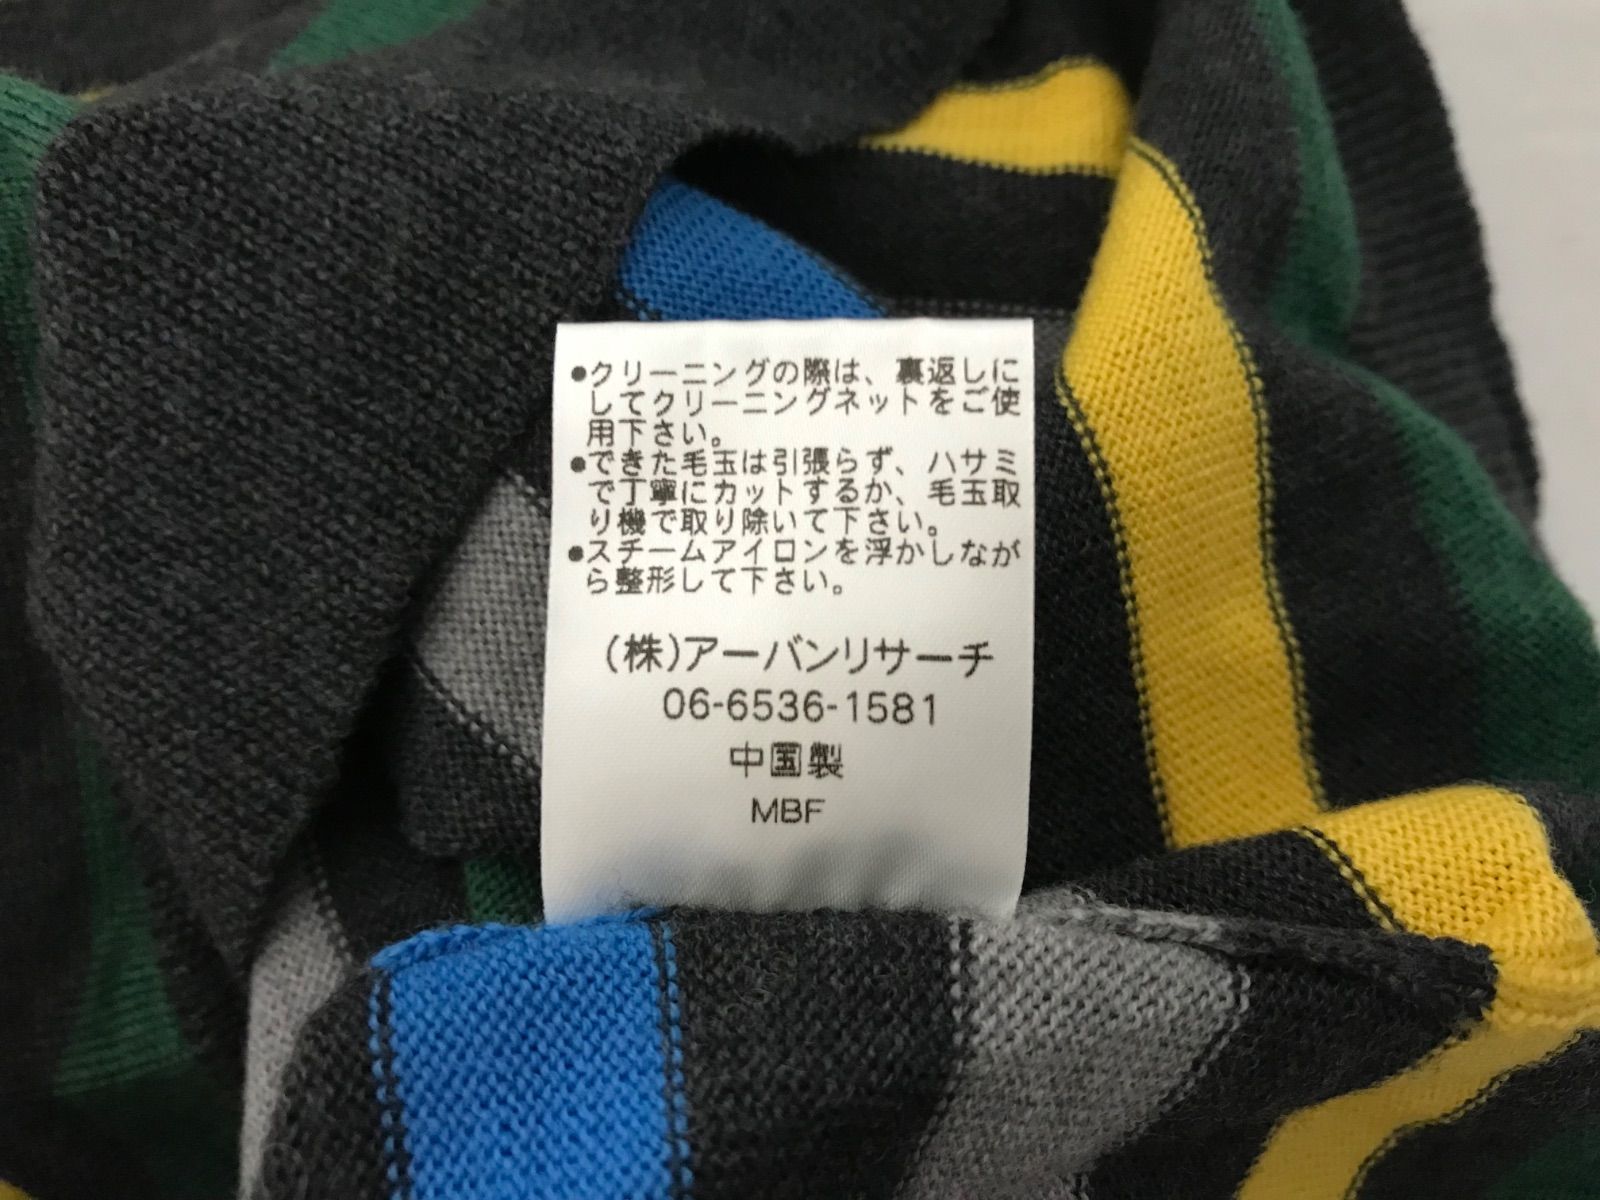 ●クリーニングの際は、裏返しに
してクリーニングネットをご使
用下さい。
●できた毛玉は引張らず、ハサミ
で丁寧にカットするか、毛玉取
り機で取り除いて下さい。
●スチームアイロンを浮かしなが
ら整形して下さい。
(株)アーバンリサーチ
06-6536-1581
中国製
MBF